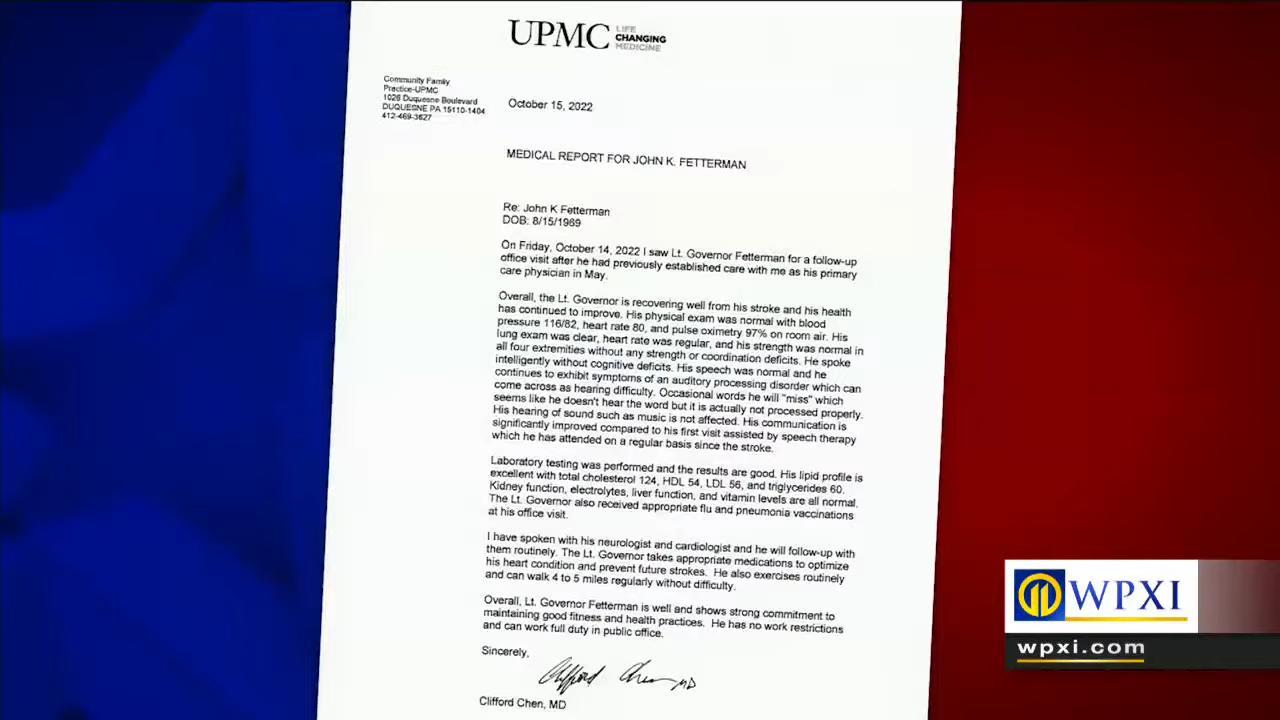 UPMC LIFE
CHANGING
MEDICINE
Community Family
Practice-UPMC
1026 Duquesne Boulevard
DUQUESNE PA 15110-1404
412-469-3627
October 15, 2022
MEDICAL REPORT FOR JOHN K. FETTERMAN
Re: John K Fetterman
DOB: 8/15/1969
On Friday, October 14, 2022 I saw Lt. Governor Fetterman for a follow-up
office visit after he had previously established care with me as his primary
care physician in May.
Overall, the Lt. Governor is recovering well from his stroke and his health
has continued to improve. His physical exam was normal with blood
pressure 116/82, heart rate 80, and pulse oximetry 97% on room air. His
lung exam was clear, heart rate was regular, and his strength was normal in
all four extremities without any strength or coordination deficits. He spoke
intelligently without cognitive deficits. His speech was normal and he
continues to exhibit symptoms of an auditory processing disorder which can
come across as hearing difficulty. Occasional words he will "miss" which
seems like he doesn't hear the word but it is actually not processed properly.
His hearing of sound such as music is not affected. His communication is
significantly improved compared to his first visit assisted by speech therapy
which he has attended on a regular basis since the stroke.
Laboratory testing was performed and the results are good. His lipid profile is
excellent with total cholesterol 124, HDL 54, LDL 56, and triglycerides 60.
Kidney function, electrolytes, liver function, and vitamin levels are all normal.
The Lt. Governor also received appropriate flu and pneumonia vaccinations
at his office visit.
I have spoken with his neurologist and cardiologist and he will follow-up with
them routinely. The Lt. Governor takes appropriate medications to optimize
his heart condition and prevent future strokes. He also exercises routinely
and can walk 4 to 5 miles regularly without difficulty.
Overall, Lt. Governor Fetterman is well and shows strong commitment to
maintaining good fitness and health practices. He has no work restrictions
and can work full duty in public office.
Sincerely,
Clifford Chen MD
Clifford Chen, MD
11 WPXI
wpxi.com